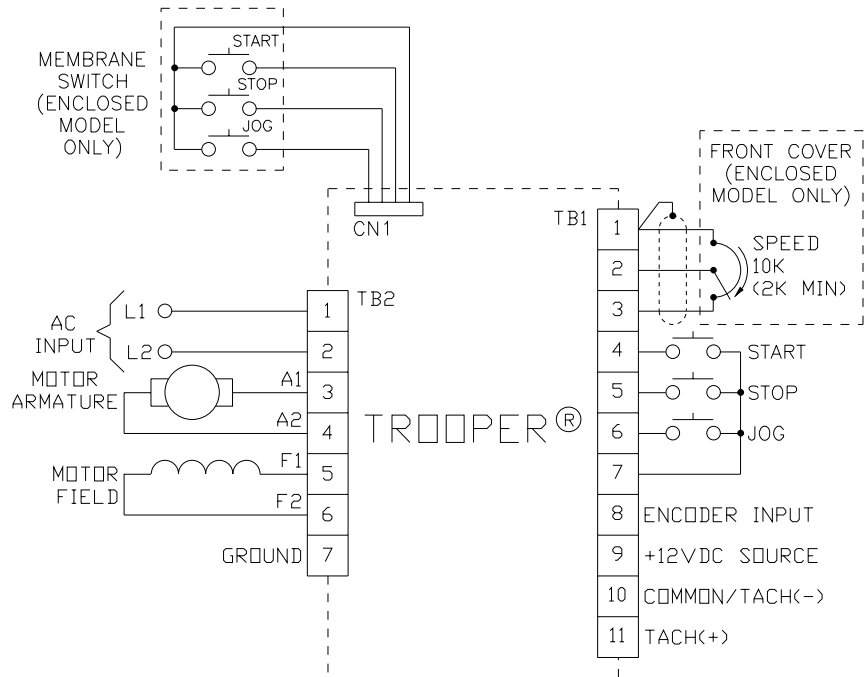 MEMBRANE
SWITCH
(ENCLOSED
MODEL
ONLY)
START
STOP
JOG
CN1
FRONT COVER
(ENCLOSED
MODEL ONLY)
SPEED
10K
(2K MIN)
TB1
1
2
3
4 START
5 STOP
6 JOG
7
8 ENCODER INPUT
9 +12VDC SOURCE
10 COMMON/TACH(-)
11 TACH(+)
TB2
AC
INPUT
L1 1
L2 2
MOTOR
ARMATURE
A1 3
A2 4
MOTOR
FIELD
F1 5
F2 6
GROUND 7
TROOPER®